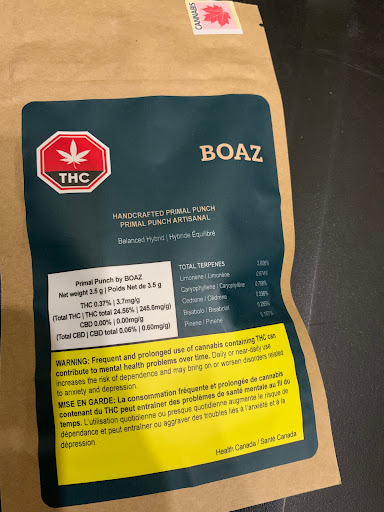 CANNABIS
THC
BOAZ
HANDCRAFTED PRIMAL PUNCH
PRIMAL PUNCH ARTISANAL
Balanced Hybrid | Hybride Équilibré
Primal Punch by BOAZ
Net weight 3.5 g | Poids Net de 3.5 g
THC 0.37% | 3.7mg/g
(Total THC | THC total 24.56% | 245.6mg/g)
CBD 0.00% | 0.00mg/g
(Total CBD | CBD total 0.06% | 0.60mg/g)
TOTAL TERPENES
Limonene / Limonène
Caryophyllene / Caryophyllène
Cedrene / Cédrène
Bisabolo / Bisabolol
Pinene / Pinène
WARNING: Frequent and prolonged use of cannabis containing THC can
contribute to mental health problems over time. Daily or near-daily use
increases the risk of dependence and may bring on or worsen disorders related
to anxiety and depression.
MISE EN GARDE: La consommation fréquente et prolongée de cannabis
contenant du THC peut entraîner des problèmes de santé mentale au fil du
temps. L'utilisation quotidienne ou presque quotidienne augmente le risque de
dépendance et peut entraîner ou aggraver des troubles liés à l'anxiété et à la
dépression.
Health Canada / Santé Canada